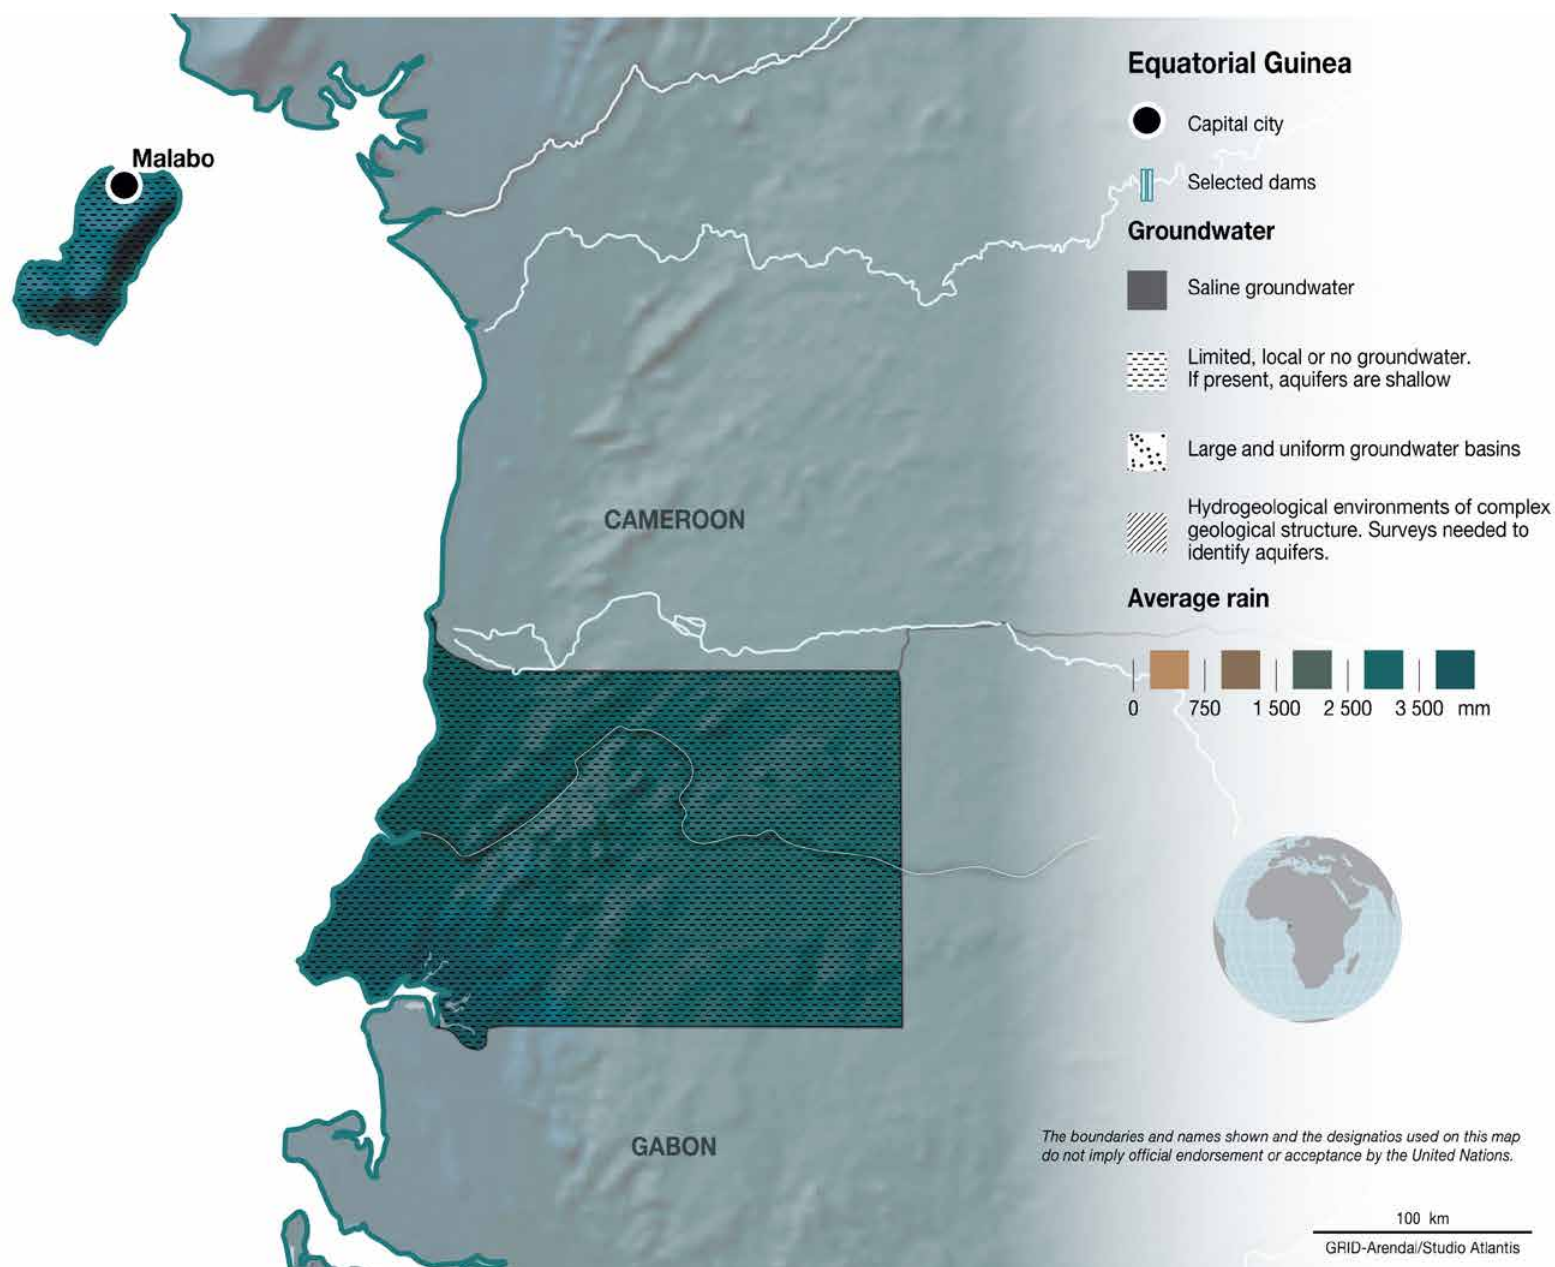 Equatorial Guinea
Capital city
Selected dams
Groundwater
Saline groundwater
Limited, local or no groundwater.
If present, aquifers are shallow
Large and uniform groundwater basins
Hydrogeological environments of complex
geological structure. Surveys needed to
identify aquifers.
Average rain
0 750 1 500 2 500 3 500 mm
Malabo
CAMEROON
GABON
The boundaries and names shown and the designatios used on this map
do not imply official endorsement or acceptance by the United Nations.
100 km
GRID-Arendal/Studio Atlantis